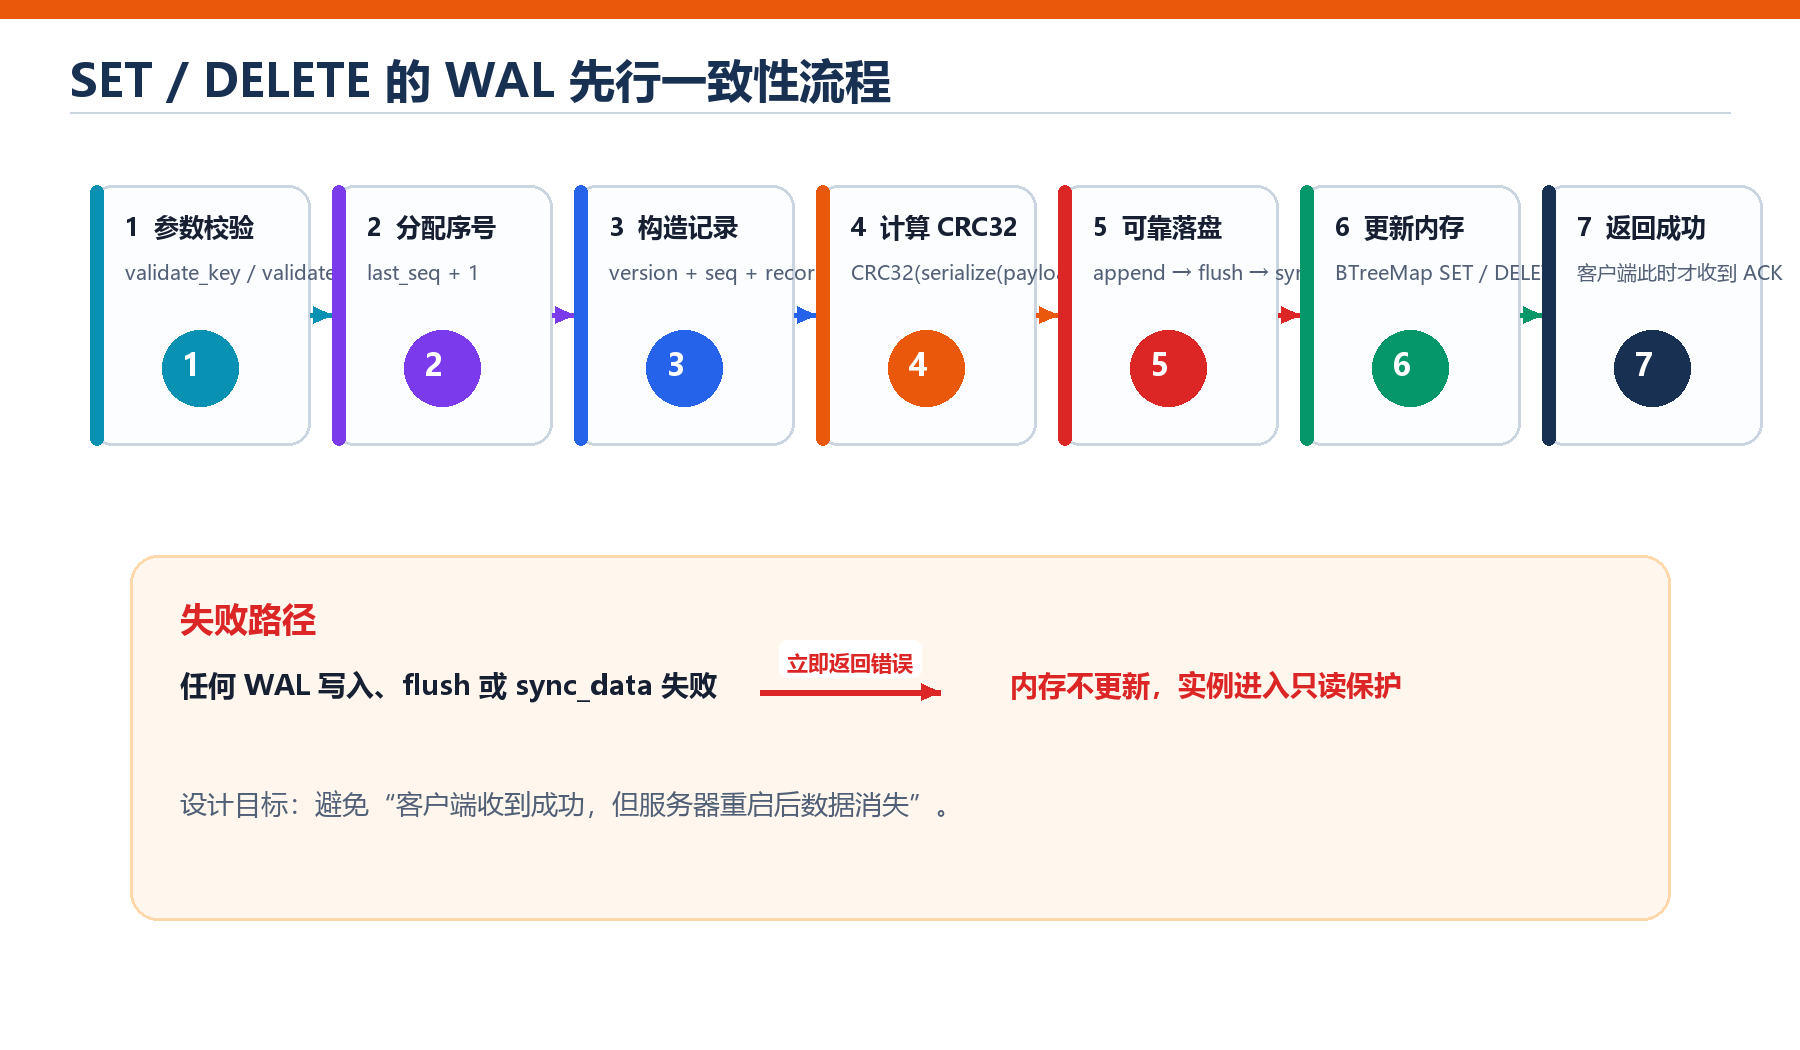 SET / DELETE 的 WAL 先行一致性流程
1 参数校验
validate_key / validate
1
2 分配序号
last_seq + 1
2
3 构造记录
version + seq + recor
3
4 计算 CRC32
CRC32(serialize(paylo
4
5 可靠落盘
append → flush → syn
5
6 更新内存
BTreeMap SET / DELE
6
7 返回成功
客户端此时才收到 ACK
7
失败路径
任何 WAL 写入、flush 或 sync_data 失败
立即返回错误
内存不更新，实例进入只读保护
设计目标：避免“客户端收到成功，但服务器重启后数据消失”。